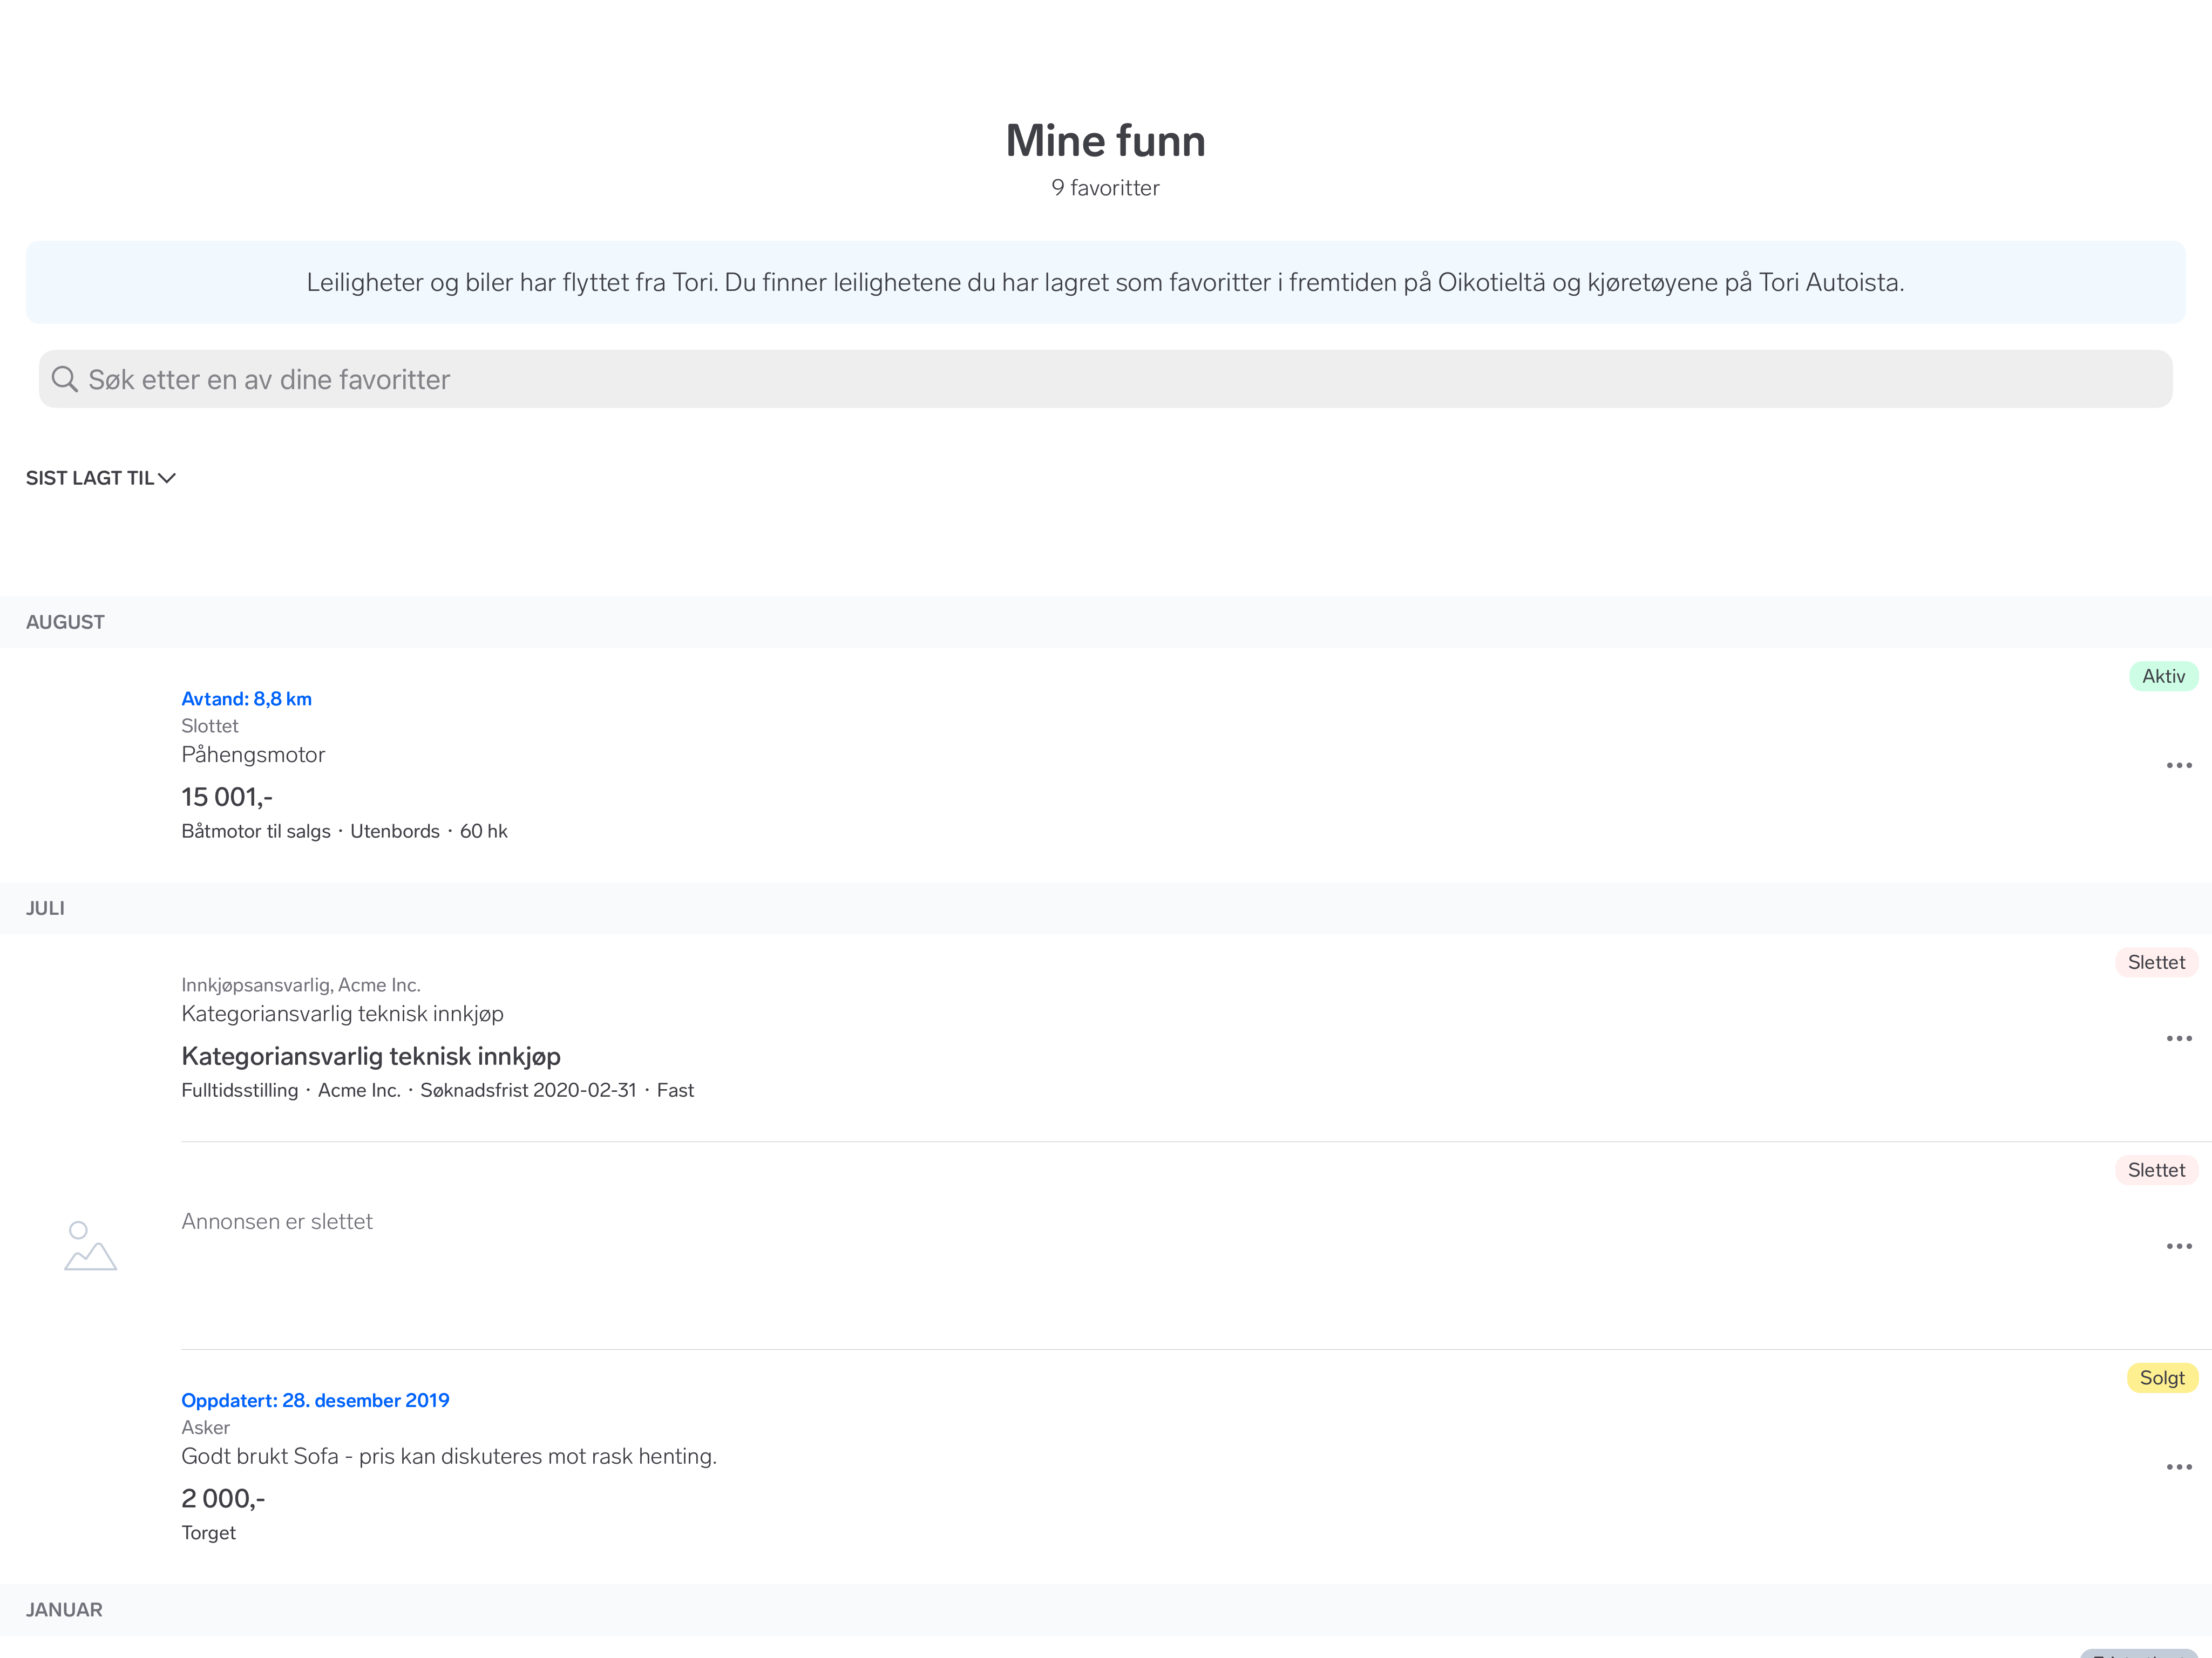 Mine funn
9 favoritter
Leiligheter og biler har flyttet fra Tori. Du finner leilighetene du har lagret som favoritter i fremtiden på Oikotieltä og kjøretøyene på Tori Autoista.
Søk etter en av dine favoritter
SIST LAGT TIL
AUGUST
Aktiv
Avtand: 8,8 km
Slottet
Påhengsmotor
15 001,-
Båtmotor til salgs · Utenbords · 60 hk
JULI
Slettet
Innkjøpsansvarlig, Acme Inc.
Kategoriansvarlig teknisk innkjøp
Kategoriansvarlig teknisk innkjøp
Fulltidsstilling · Acme Inc. · Søknadsfrist 2020-02-31 · Fast
Slettet
Annonsen er slettet
Solgt
Oppdatert: 28. desember 2019
Asker
Godt brukt Sofa - pris kan diskuteres mot rask henting.
2 000,-
Torget
JANUAR